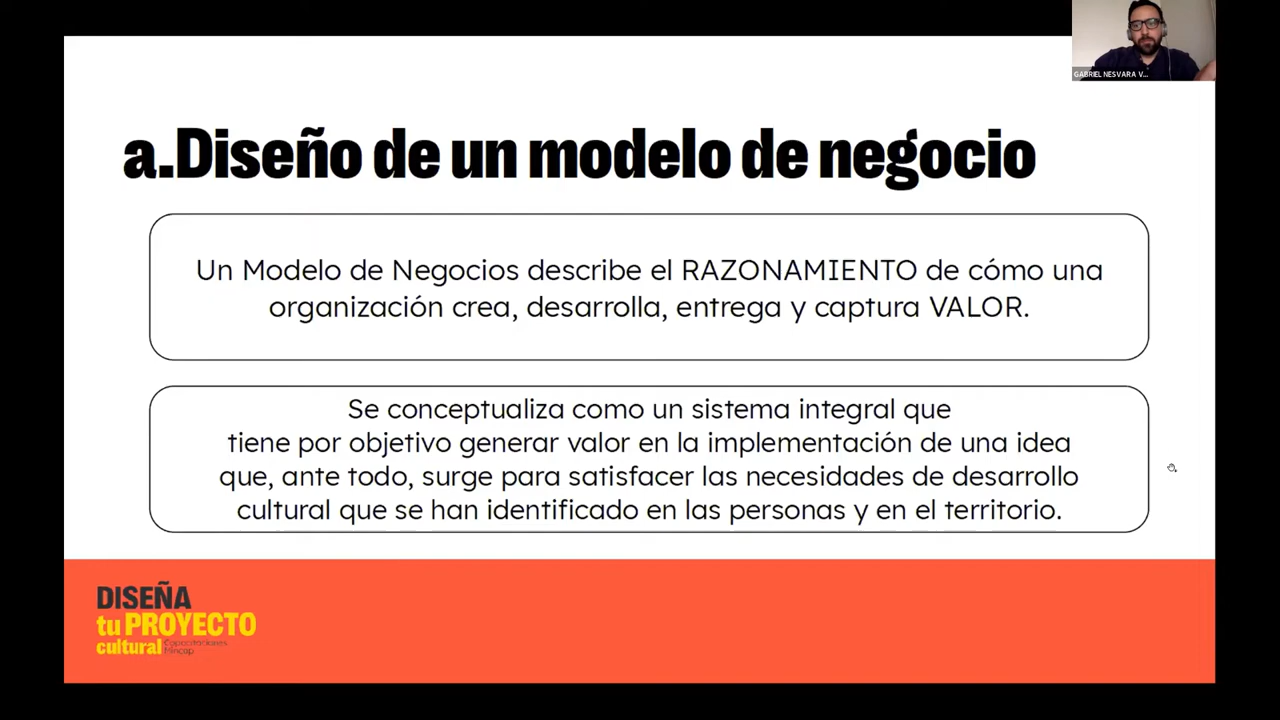 GABRIEL NESVARA V...
a.Diseño de un modelo de negocio
Un Modelo de Negocios describe el RAZONAMIENTO de cómo una
organización crea, desarrolla, entrega y captura VALOR.
Se conceptualiza como un sistema integral que
tiene por objetivo generar valor en la implementación de una idea
que, ante todo, surge para satisfacer las necesidades de desarrollo
cultural que se han identificado en las personas y en el territorio.
DISEÑA
tu PROYECTO
cultural Capacitaciones
Mincap